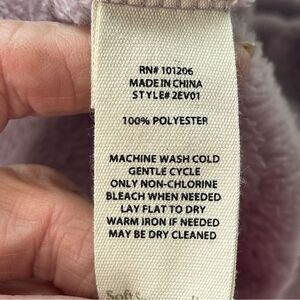 RN# 101206
MADE IN CHINA
STYLE# 2EV01
100% POLYESTER
MACHINE WASH COLD
GENTLE CYCLE
ONLY NON-CHLORINE
BLEACH WHEN NEEDED
LAY FLAT TO DRY
WARM IRON IF NEEDED
MAY BE DRY CLEANED